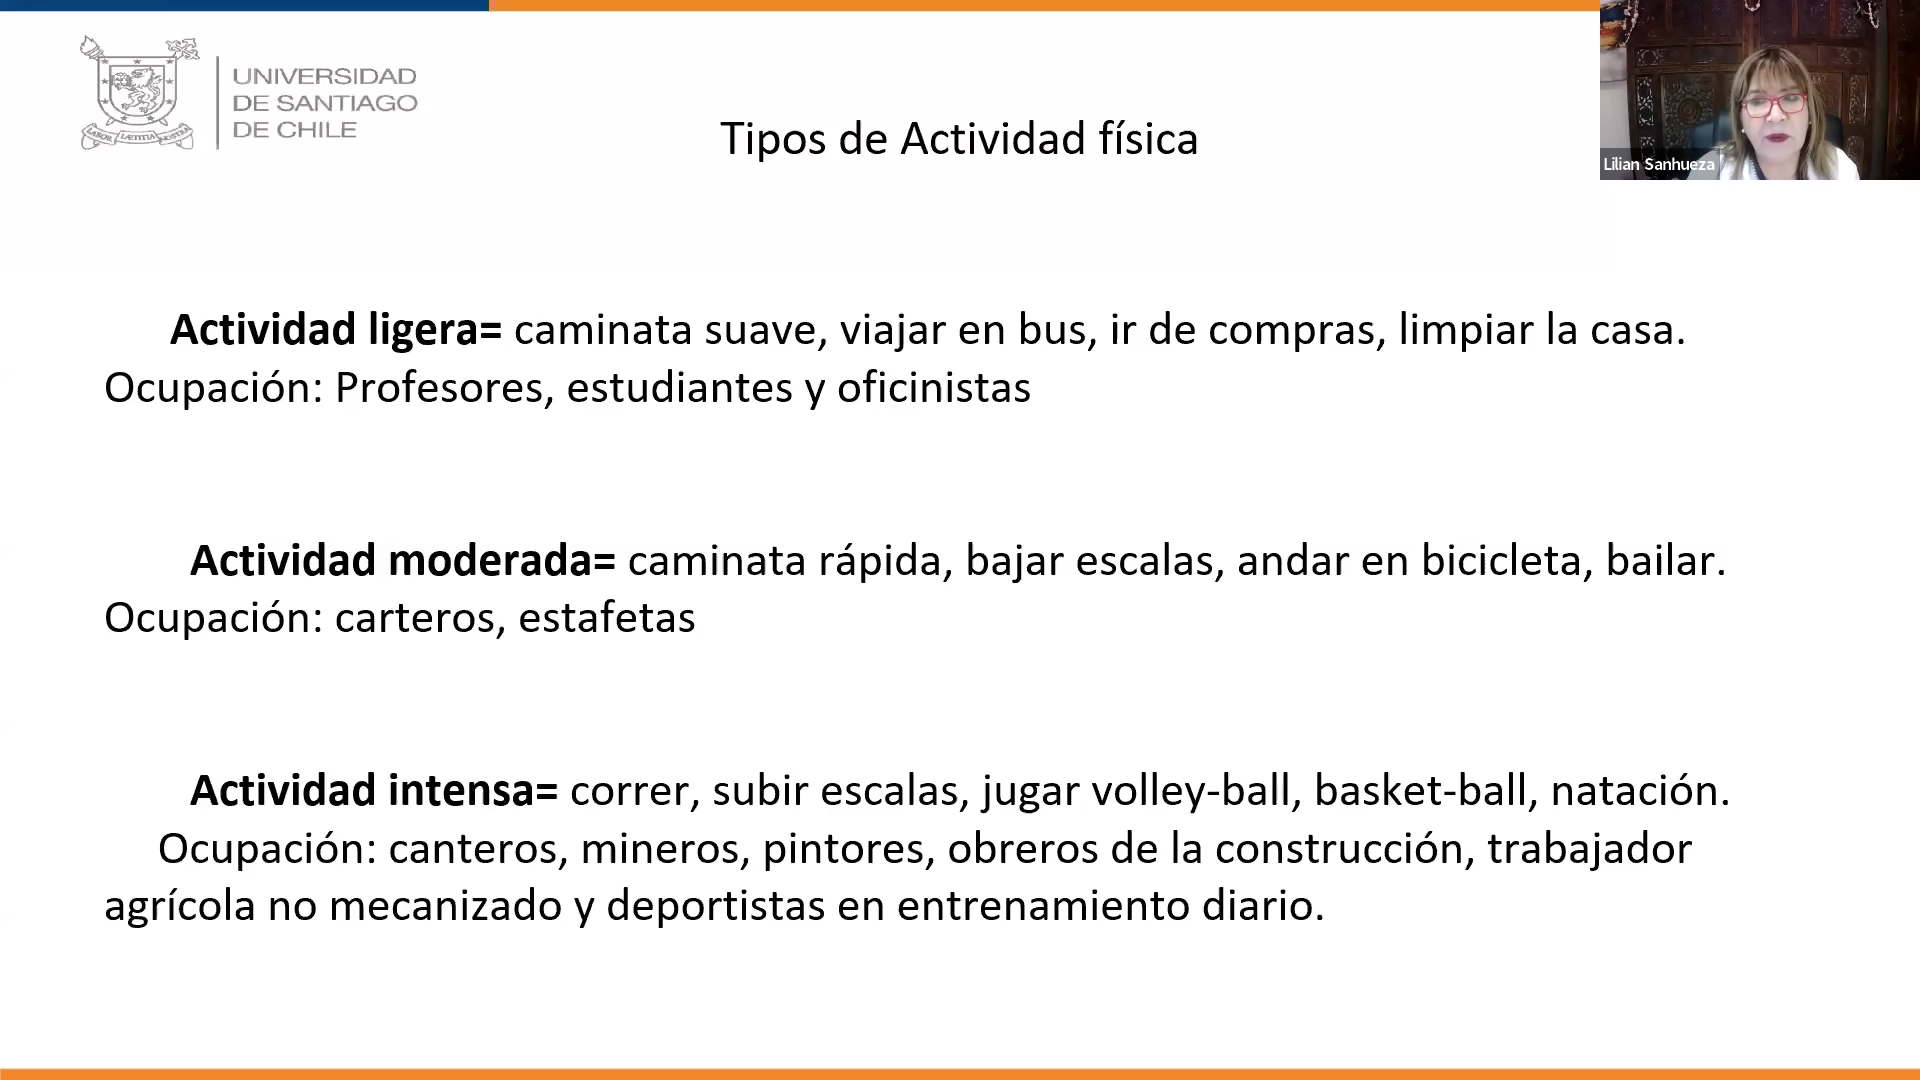 UNIVERSIDAD
DE SANTIAGO
DE CHILE
LABOR LÆTITIA NOSTRA
Tipos de Actividad física
Lilian Sanhueza
Actividad ligera= caminata suave, viajar en bus, ir de compras, limpiar la casa.
Ocupación: Profesores, estudiantes y oficinistas
Actividad moderada= caminata rápida, bajar escalas, andar en bicicleta, bailar.
Ocupación: carteros, estafetas
Actividad intensa= correr, subir escalas, jugar volley-ball, basket-ball, natación.
Ocupación: canteros, mineros, pintores, obreros de la construcción, trabajador
agrícola no mecanizado y deportistas en entrenamiento diario.